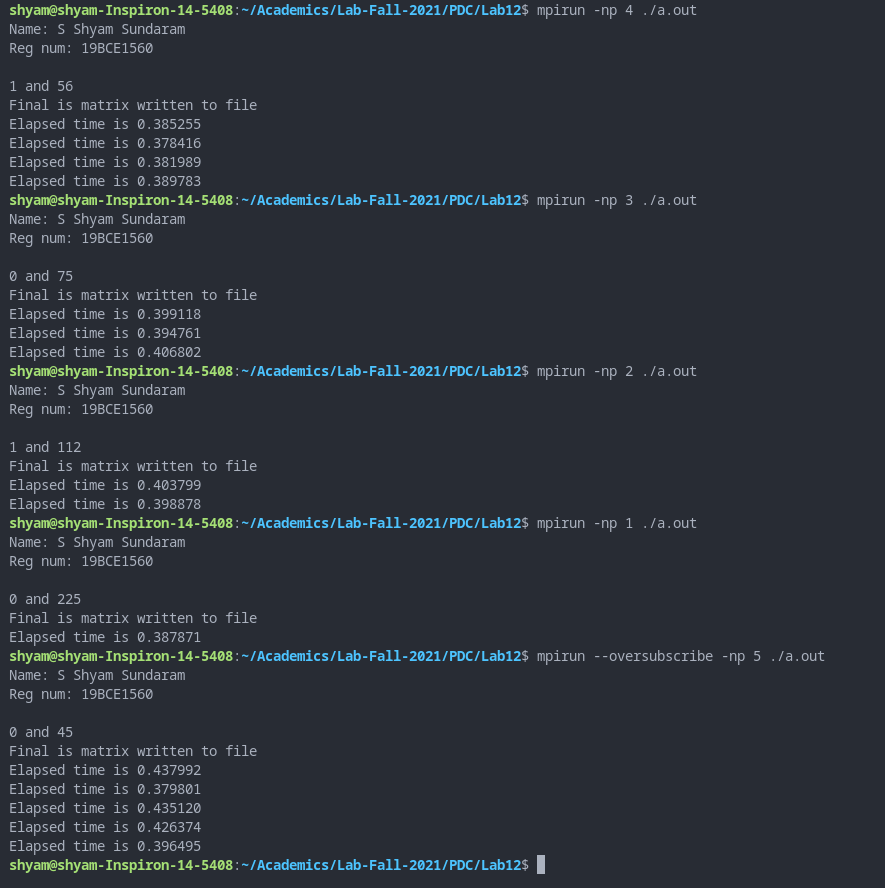 shyam@shyam-Inspiron-14-5408:~/Academics/Lab-Fall-2021/PDC/Lab12$ mpirun -np 4 ./a.out
Name: S Shyam Sundaram
Reg num: 19BCE1560

1 and 56
Final is matrix written to file
Elapsed time is 0.385255
Elapsed time is 0.378416
Elapsed time is 0.381989
Elapsed time is 0.389783
shyam@shyam-Inspiron-14-5408:~/Academics/Lab-Fall-2021/PDC/Lab12$ mpirun -np 3 ./a.out
Name: S Shyam Sundaram
Reg num: 19BCE1560

0 and 75
Final is matrix written to file
Elapsed time is 0.399118
Elapsed time is 0.394761
Elapsed time is 0.406802
shyam@shyam-Inspiron-14-5408:~/Academics/Lab-Fall-2021/PDC/Lab12$ mpirun -np 2 ./a.out
Name: S Shyam Sundaram
Reg num: 19BCE1560

1 and 112
Final is matrix written to file
Elapsed time is 0.403799
Elapsed time is 0.398878
shyam@shyam-Inspiron-14-5408:~/Academics/Lab-Fall-2021/PDC/Lab12$ mpirun -np 1 ./a.out
Name: S Shyam Sundaram
Reg num: 19BCE1560

0 and 225
Final is matrix written to file
Elapsed time is 0.387871
shyam@shyam-Inspiron-14-5408:~/Academics/Lab-Fall-2021/PDC/Lab12$ mpirun --oversubscribe -np 5 ./a.out
Name: S Shyam Sundaram
Reg num: 19BCE1560

0 and 45
Final is matrix written to file
Elapsed time is 0.437992
Elapsed time is 0.379801
Elapsed time is 0.435120
Elapsed time is 0.426374
Elapsed time is 0.396495
shyam@shyam-Inspiron-14-5408:~/Academics/Lab-Fall-2021/PDC/Lab12$